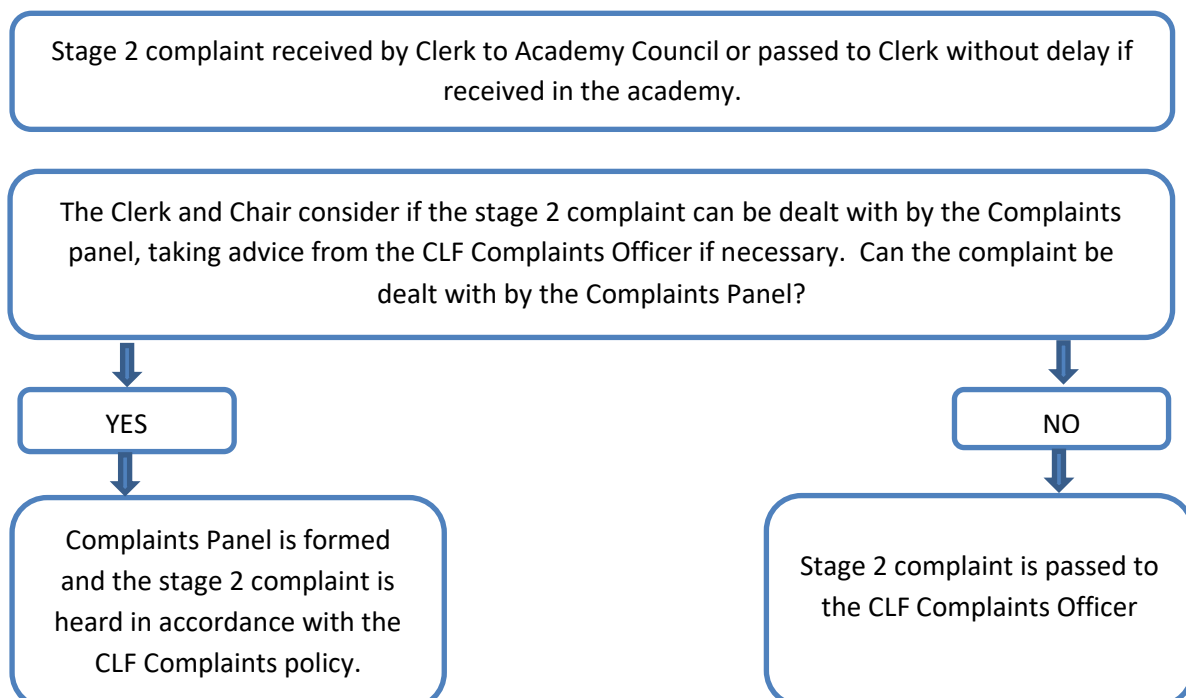 Stage 2 complaint received by Clerk to Academy Council or passed to Clerk without delay if
received in the academy.
The Clerk and Chair consider if the stage 2 complaint can be dealt with by the Complaints
panel, taking advice from the CLF Complaints Officer if necessary.  Can the complaint be
dealt with by the Complaints Panel?
YES
NO
Complaints Panel is formed
and the stage 2 complaint is
heard in accordance with the
CLF Complaints policy.
Stage 2 complaint is passed to
the CLF Complaints Officer